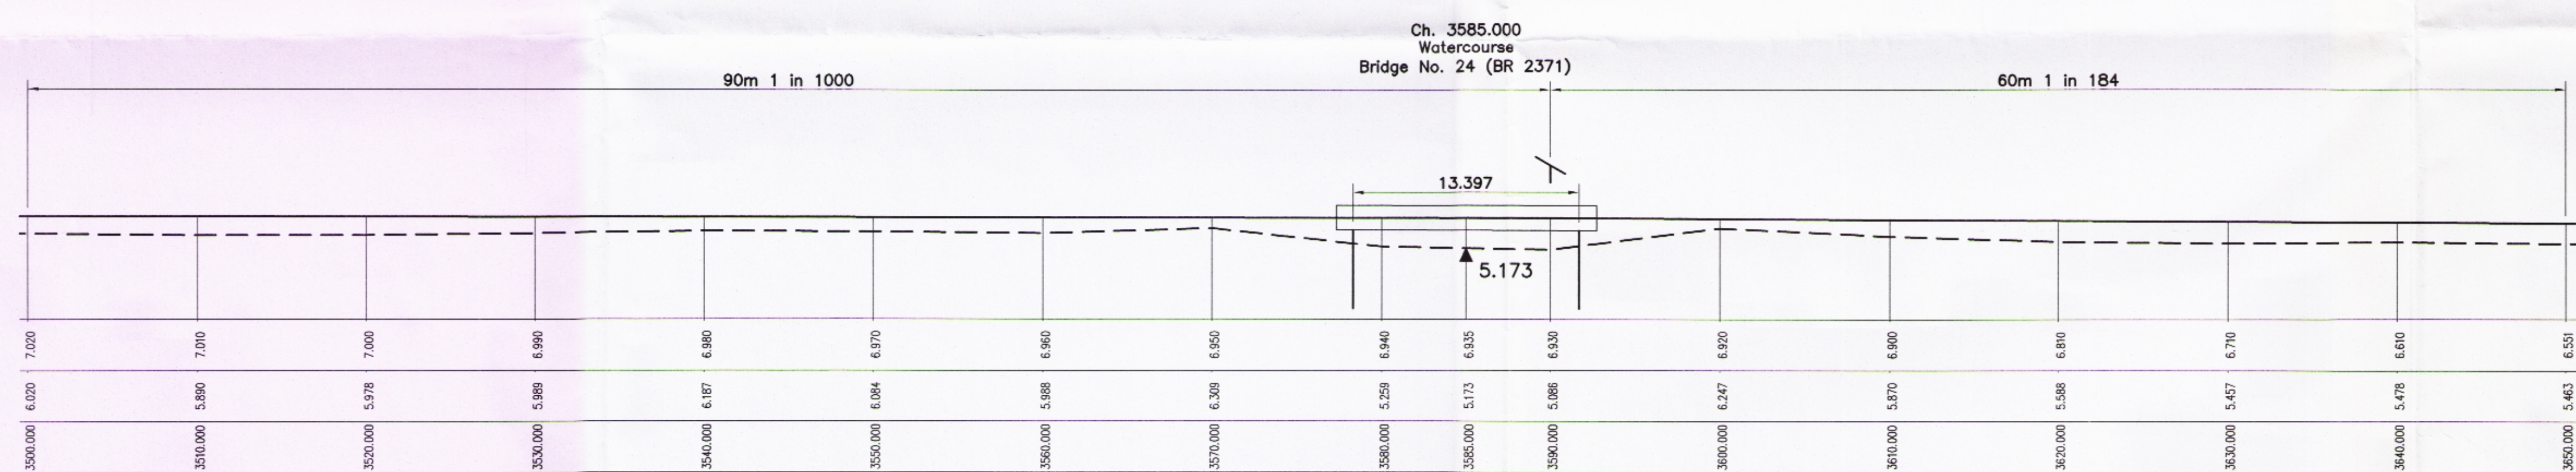 Ch. 3585.000
Watercourse
Bridge No. 24 (BR 2371)
90m 1 in 1000
60m 1 in 184
13.397
5.173
7.020 7.010 7.000 6.990 6.980 6.970 6.960 6.950 6.940 6.935 6.930 6.920 6.900 6.810 6.710 6.610 6.551
6.020 5.890 5.978 5.989 6.187 6.084 5.988 6.309 5.259 5.173 5.086 6.247 5.870 5.588 5.457 5.478 5.463
3500.000 3510.000 3520.000 3530.000 3540.000 3550.000 3560.000 3570.000 3580.000 3585.000 3590.000 3600.000 3610.000 3620.000 3630.000 3640.000 3650.000